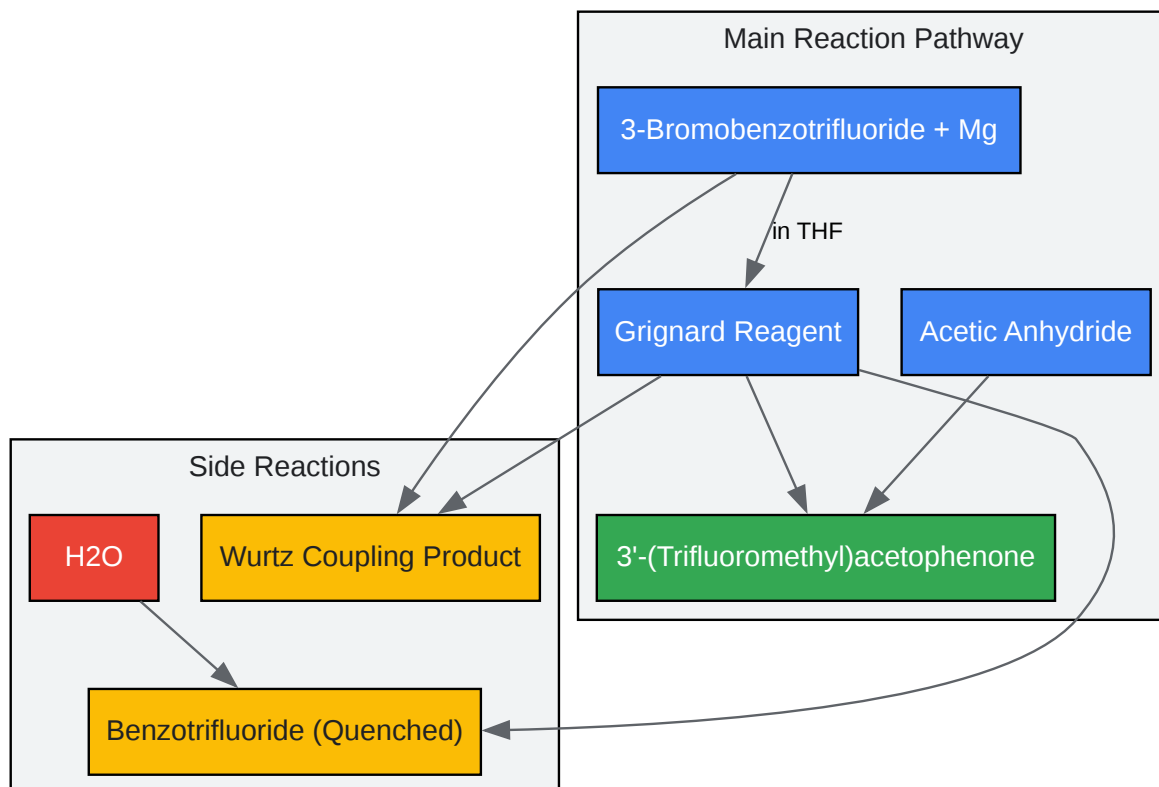 Main Reaction Pathway
3-Bromobenzotrifluoride + Mg
in THF
Grignard Reagent
Acetic Anhydride
3'-(Trifluoromethyl)acetophenone
Side Reactions
H2O
Wurtz Coupling Product
Benzotrifluoride (Quenched)